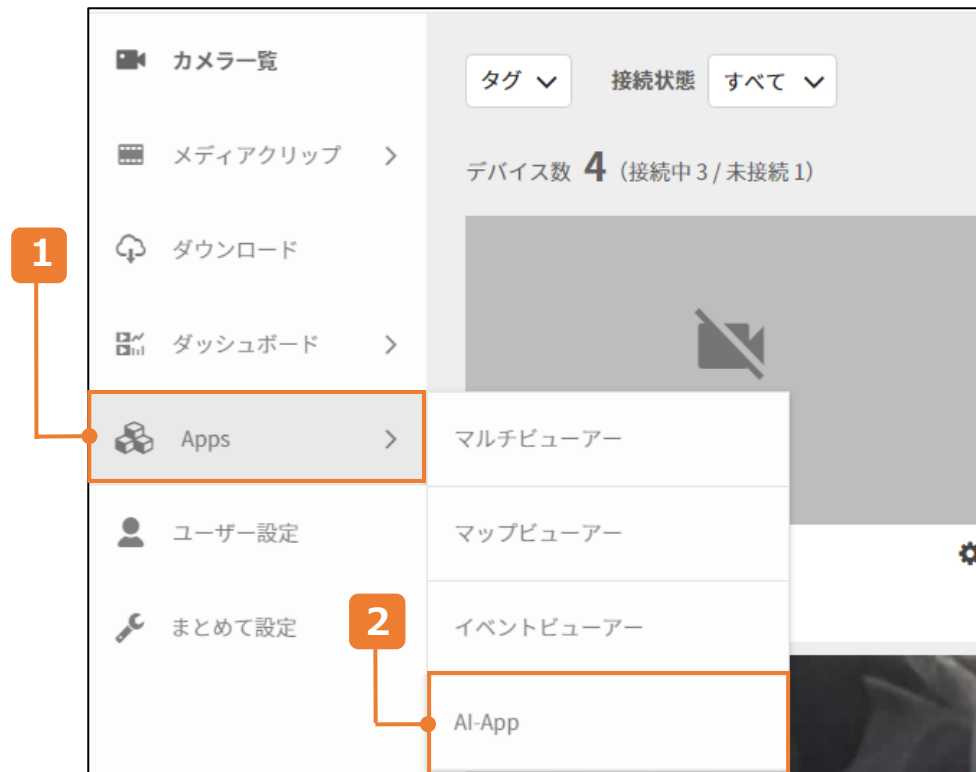 カメラ一覧
タグ 接続状態 すべて
メディアクリップ
デバイス数 4 (接続中 3 / 未接続 1)
1
ダウンロード
ダッシュボード
Apps
マルチビューアー
ユーザー設定
マップビューアー
まとめて設定
2
イベントビューアー
AI-App